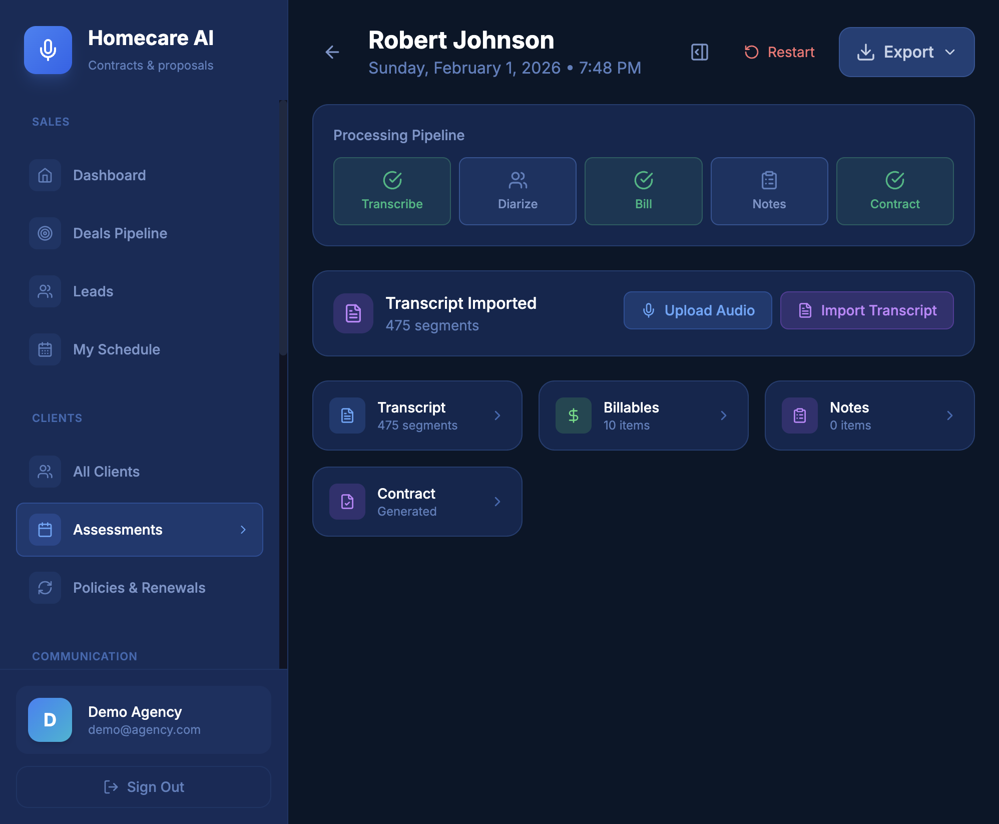 Homecare AI
Contracts & proposals
SALES
Dashboard
Deals Pipeline
Leads
My Schedule
CLIENTS
All Clients
Assessments
Policies & Renewals
COMMUNICATION
D
Demo Agency
demo@agency.com
Sign Out
Robert Johnson
Sunday, February 1, 2026 • 7:48 PM
Restart
Export
Processing Pipeline
Transcribe
Diarize
Bill
Notes
Contract
Transcript Imported
475 segments
Upload Audio
Import Transcript
Transcript
475 segments
Billables
10 items
Notes
0 items
Contract
Generated